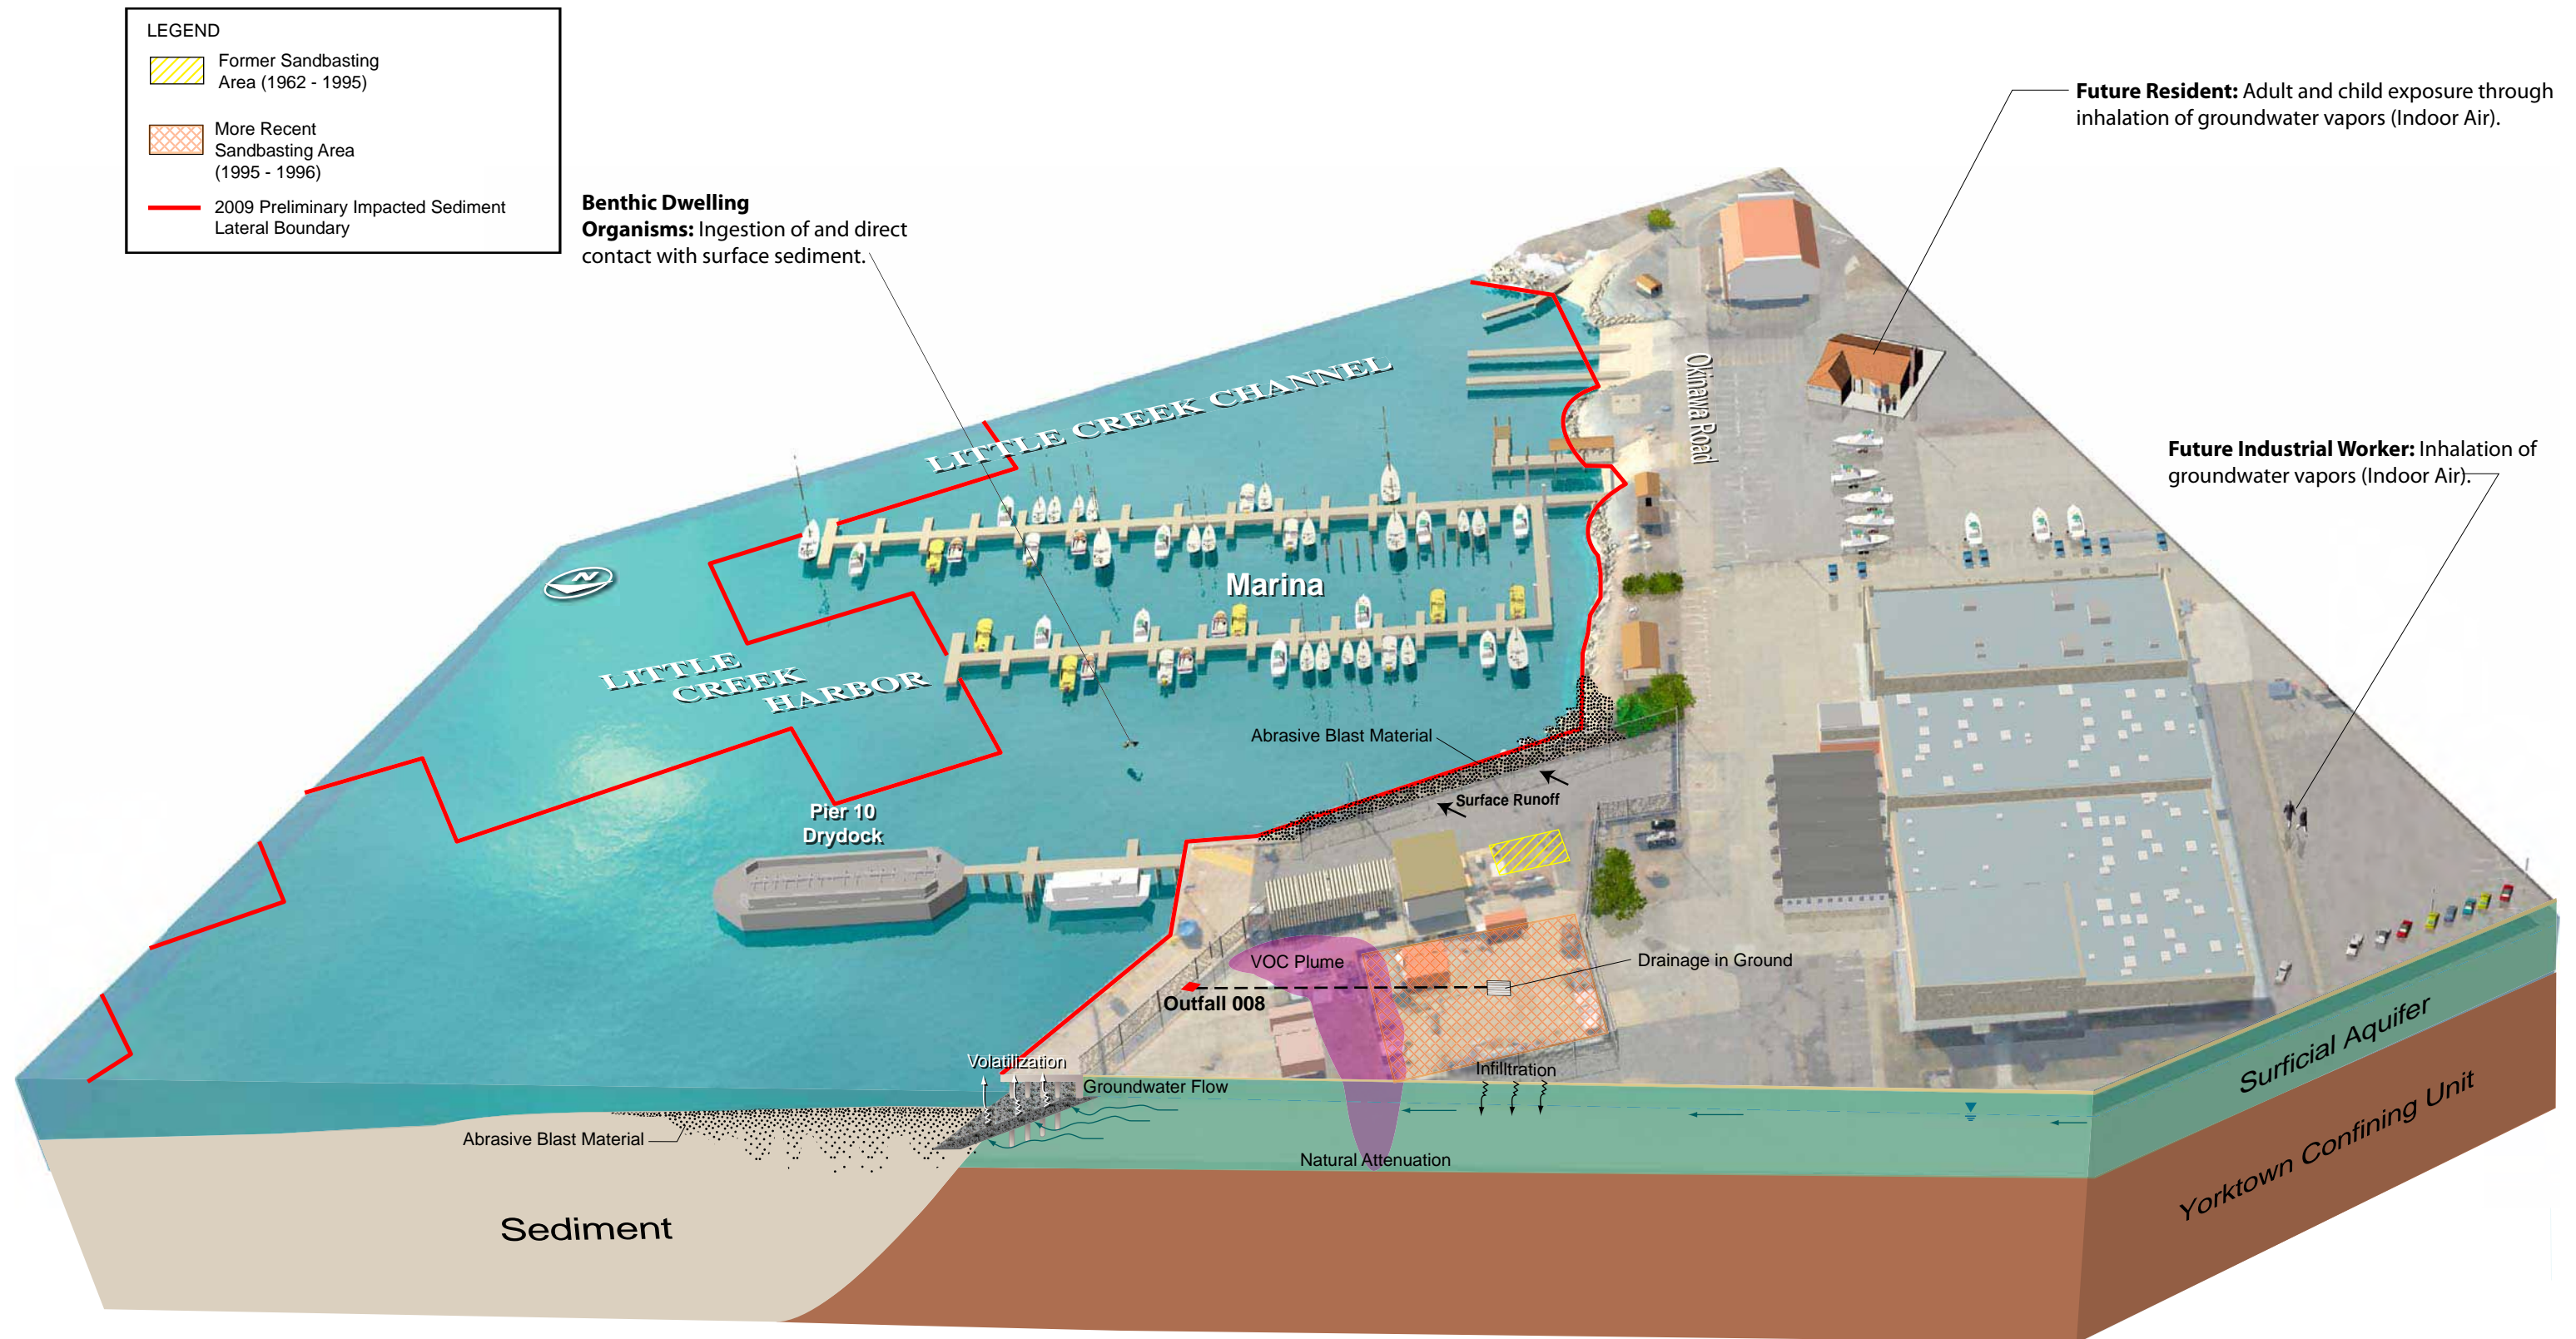 LEGEND
Former Sandbasting
Area (1962 - 1995)
More Recent
Sandbasting Area
(1995 - 1996)
2009 Preliminary Impacted Sediment
Lateral Boundary
Benthic Dwelling
Organisms: Ingestion of and direct
contact with surface sediment.
Future Resident: Adult and child exposure through
inhalation of groundwater vapors (Indoor Air).
Future Industrial Worker: Inhalation of
groundwater vapors (Indoor Air).
LITTLE CREEK CHANNEL
Okinawa Road
N
Marina
LITTLE
CREEK
HARBOR
Abrasive Blast Material
Surface Runoff
Pier 10
Drydock
VOC Plume
Drainage in Ground
Outfall 008
Volatilization
Groundwater Flow
Infilltration
Abrasive Blast Material
Natural Attenuation
Surficial Aquifer
Yorktown Confining Unit
Sediment